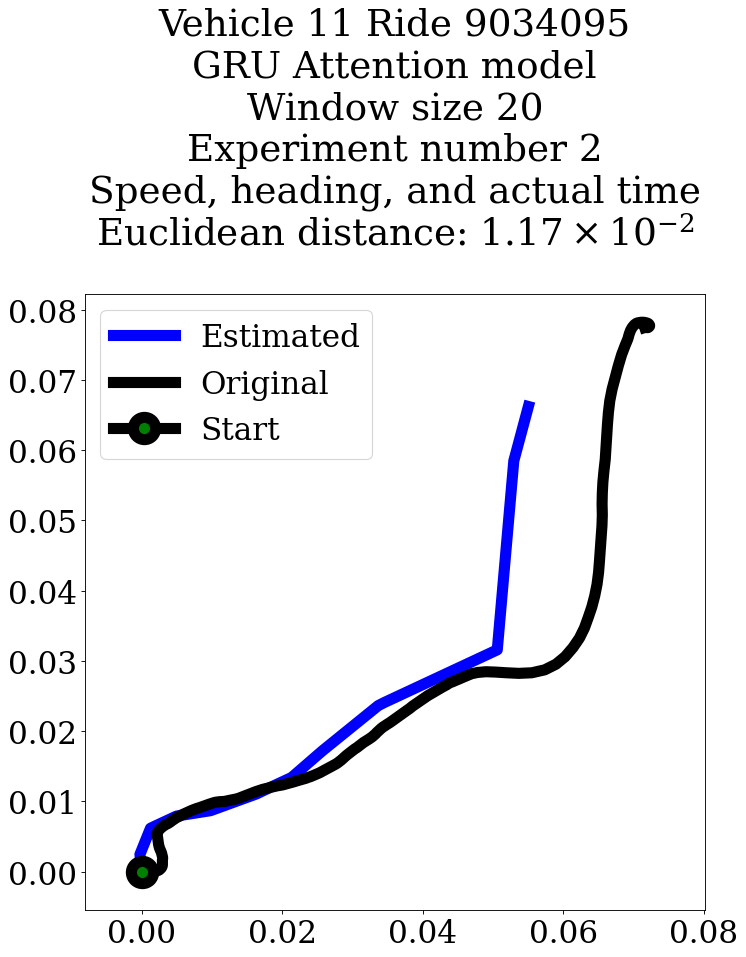 Vehicle 11 Ride 9034095
GRU Attention model
Window size 20
Experiment number 2
Speed, heading, and actual time
Euclidean distance: 1.17 × 10⁻²
Estimated
Original
Start
0.08
0.07
0.06
0.05
0.04
0.03
0.02
0.01
0.00
0.00 0.02 0.04 0.06 0.08